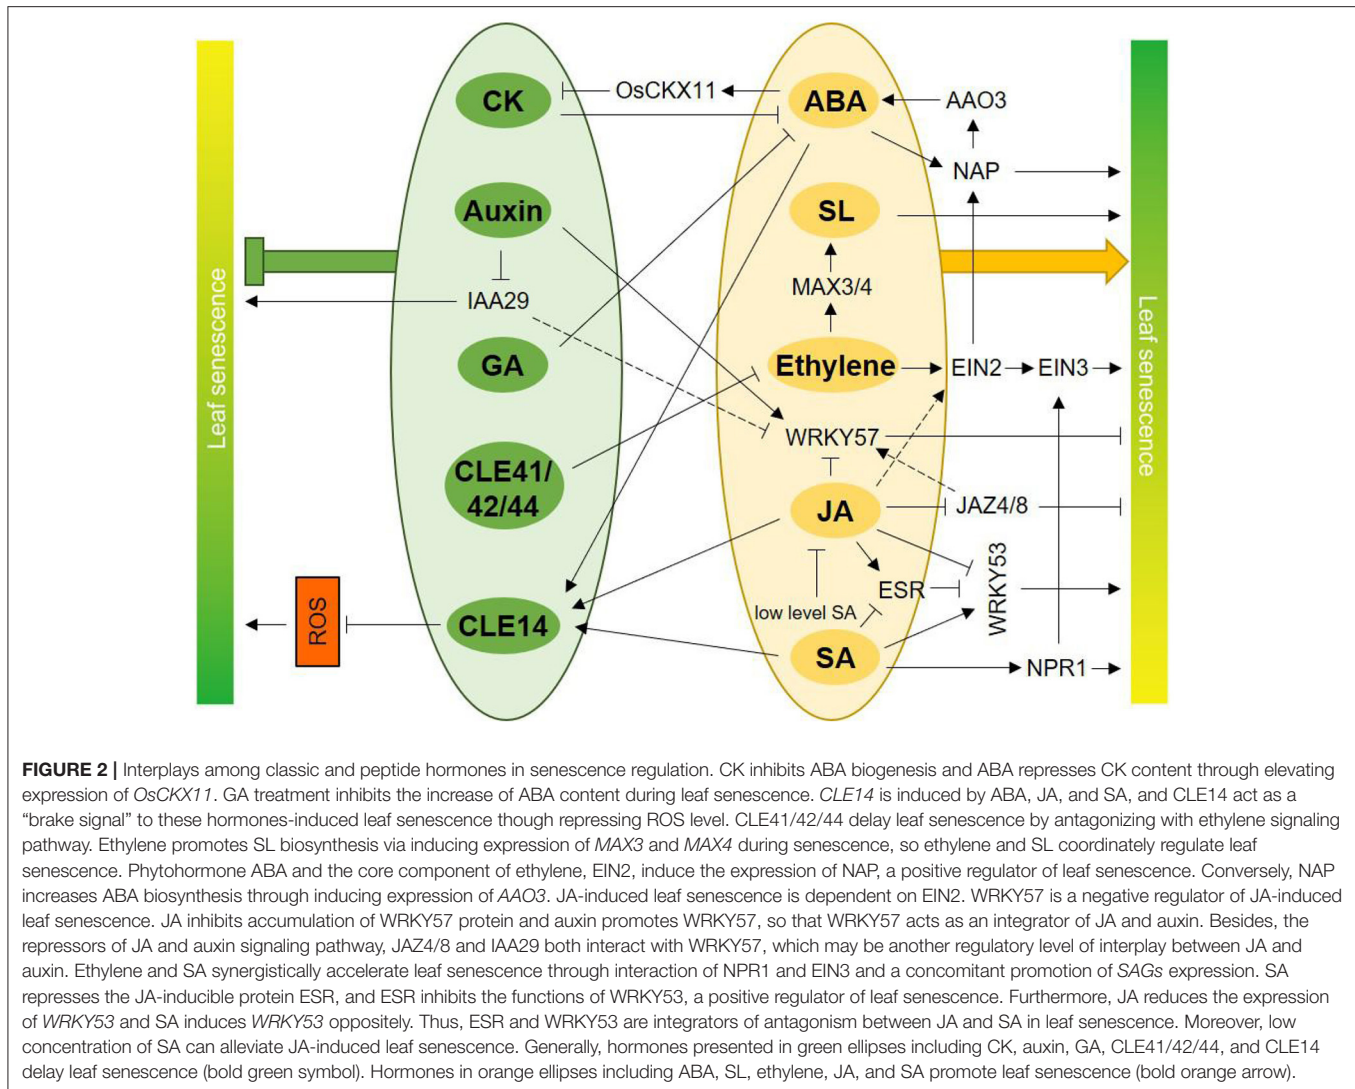 CK
OsCKX11
ABA
AAO3
NAP
Auxin
SL
IAA29
MAX3/4
GA
Ethylene
EIN2
EIN3
WRKY57
CLE41/
42/44
JA
JAZ4/8
WRKY53
ESR
low level SA
CLE14
ROS
SA
NPR1
Leaf senescence
Leaf senescence
FIGURE 2 | Interplays among classic and peptide hormones in senescence regulation. CK inhibits ABA biogenesis and ABA represses CK content through elevating
expression of OsCKX11. GA treatment inhibits the increase of ABA content during leaf senescence. CLE14 is induced by ABA, JA, and SA, and CLE14 act as a
“brake signal” to these hormones-induced leaf senescence though repressing ROS level. CLE41/42/44 delay leaf senescence by antagonizing with ethylene signaling
pathway. Ethylene promotes SL biosynthesis via inducing expression of MAX3 and MAX4 during senescence, so ethylene and SL coordinately regulate leaf
senescence. Phytohormone ABA and the core component of ethylene, EIN2, induce the expression of NAP, a positive regulator of leaf senescence. Conversely, NAP
increases ABA biosynthesis through inducing expression of AAO3. JA-induced leaf senescence is dependent on EIN2. WRKY57 is a negative regulator of JA-induced
leaf senescence. JA inhibits accumulation of WRKY57 protein and auxin promotes WRKY57, so that WRKY57 acts as an integrator of JA and auxin. Besides, the
repressors of JA and auxin signaling pathway, JAZ4/8 and IAA29 both interact with WRKY57, which may be another regulatory level of interplay between JA and
auxin. Ethylene and SA synergistically accelerate leaf senescence through interaction of NPR1 and EIN3 and a concomitant promotion of SAGs expression. SA
represses the JA-inducible protein ESR, and ESR inhibits the functions of WRKY53, a positive regulator of leaf senescence. Furthermore, JA reduces the expression
of WRKY53 and SA induces WRKY53 oppositely. Thus, ESR and WRKY53 are integrators of antagonism between JA and SA in leaf senescence. Moreover, low
concentration of SA can alleviate JA-induced leaf senescence. Generally, hormones presented in green ellipses including CK, auxin, GA, CLE41/42/44, and CLE14
delay leaf senescence (bold green symbol). Hormones in orange ellipses including ABA, SL, ethylene, JA, and SA promote leaf senescence (bold orange arrow).